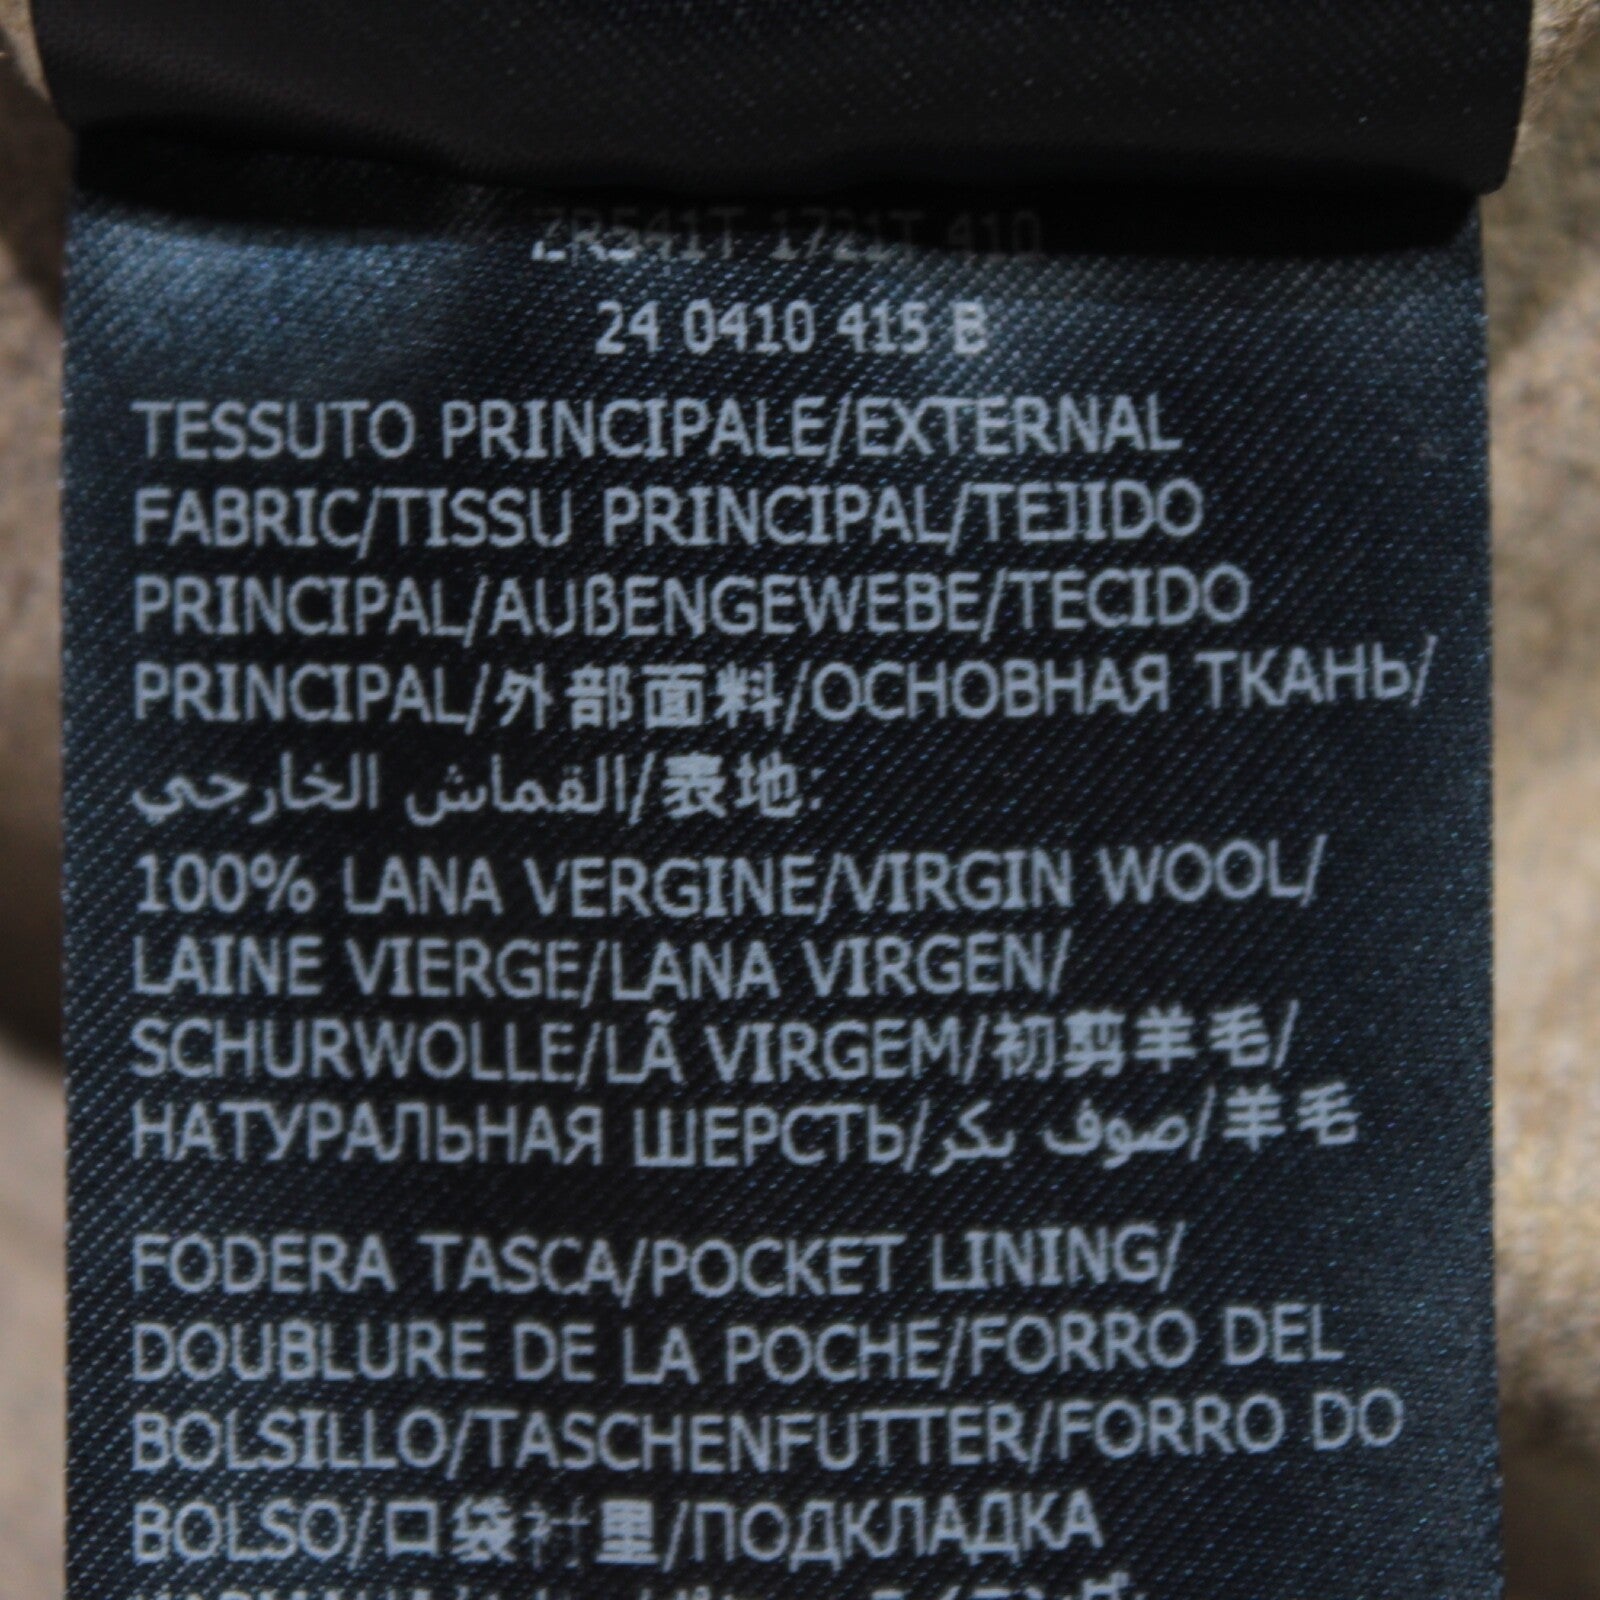 ZR541T 1721T 410
24 0410 415 B
TESSUTO PRINCIPALE/EXTERNAL
FABRIC/TISSU PRINCIPAL/TEJIDO
PRINCIPAL/AUßENGEWEBE/TECIDO
PRINCIPAL/外部面料/ОСНОВНАЯ ТКАНЬ/
القماش الخارجي/表地:
100% LANA VERGINE/VIRGIN WOOL/
LAINE VIERGE/LANA VIRGEN/
SCHURWOLLE/LÃ VIRGEM/初剪羊毛/
НАТУРАЛЬНАЯ ШЕРСТЬ/صوف بكر/羊毛
FODERA TASCA/POCKET LINING/
DOUBLURE DE LA POCHE/FORRO DEL
BOLSILLO/TASCHENFUTTER/FORRO DO
BOLSO/口袋衬里/ПОДКЛАДКА